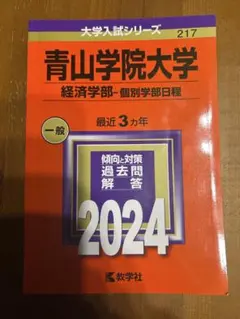 大学入試シリーズ
217
青山学院大学
経済学部-個別学部日程
一般
最近3カ年
傾向と対策
過去問
解答
2024
教学社